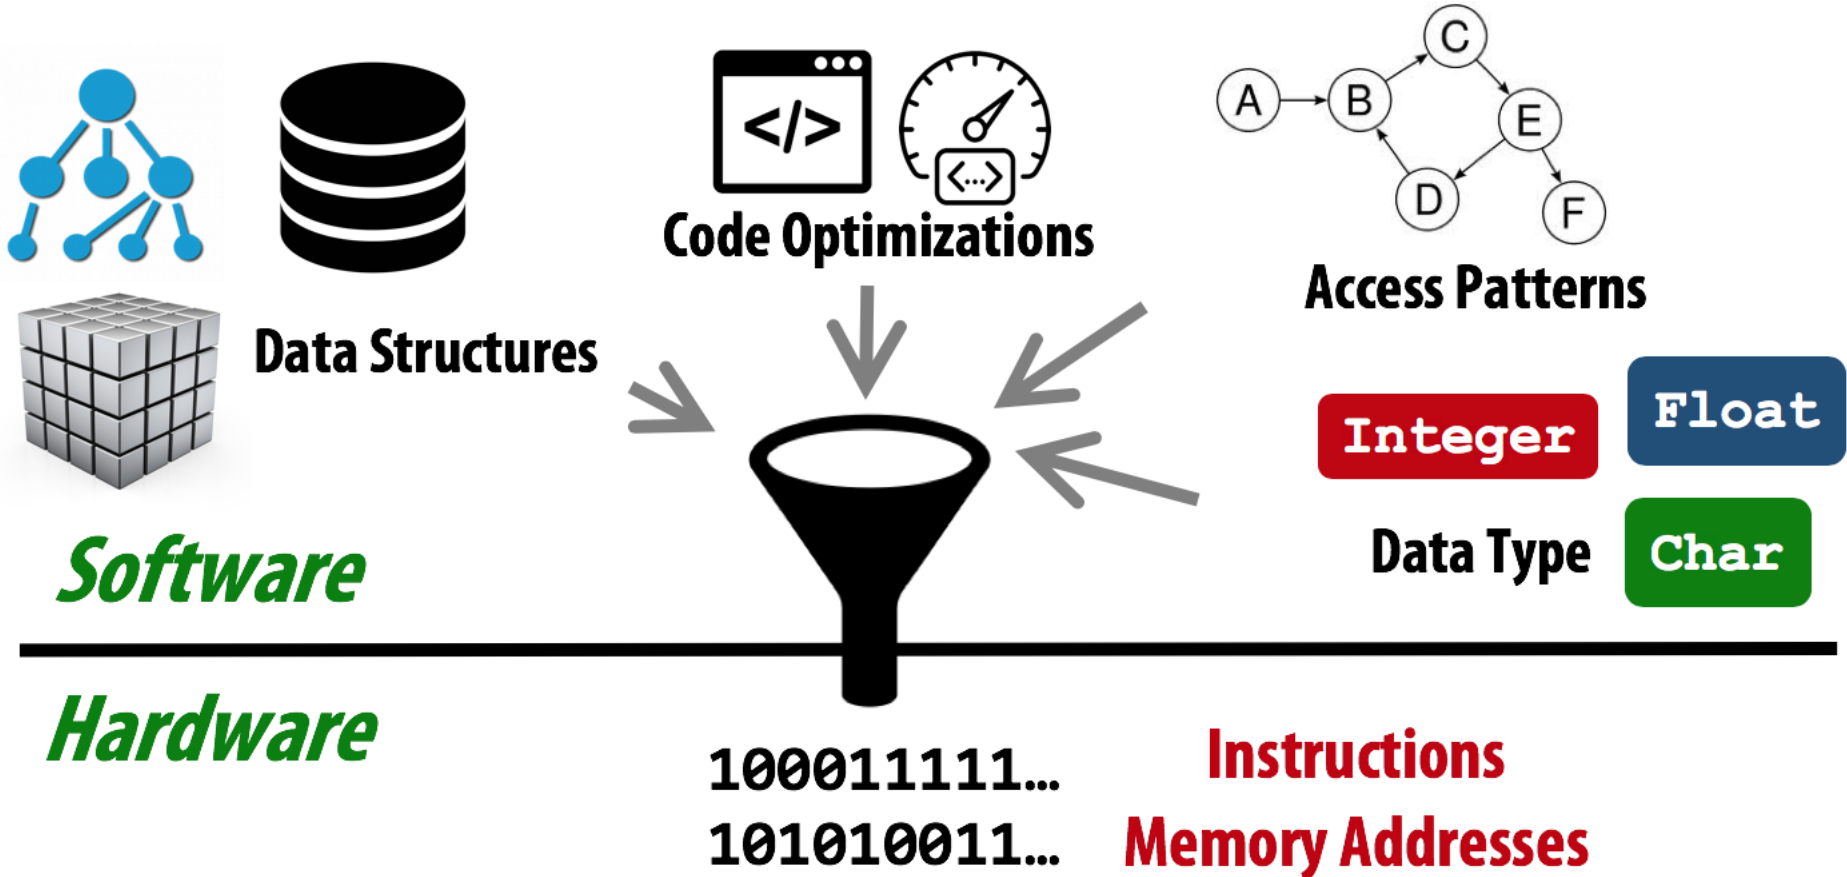 </>
<...>
Code Optimizations
A
B
C
E
D
F
Access Patterns
Data Structures
Integer
Float
Data Type
Char
Software
Hardware
100011111...
Instructions
101010011...
Memory Addresses